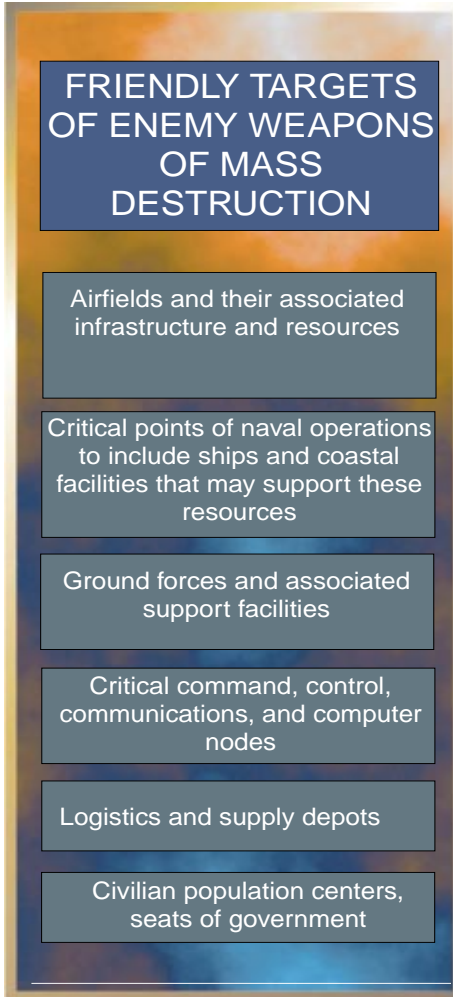 FRIENDLY TARGETS
OF ENEMY WEAPONS
OF MASS
DESTRUCTION
Airfields and their associated
infrastructure and resources
Critical points of naval operations
to include ships and coastal
facilities that may support these
resources
Ground forces and associated
support facilities
Critical command, control,
communications, and computer
nodes
Logistics and supply depots
Civilian population centers,
seats of government